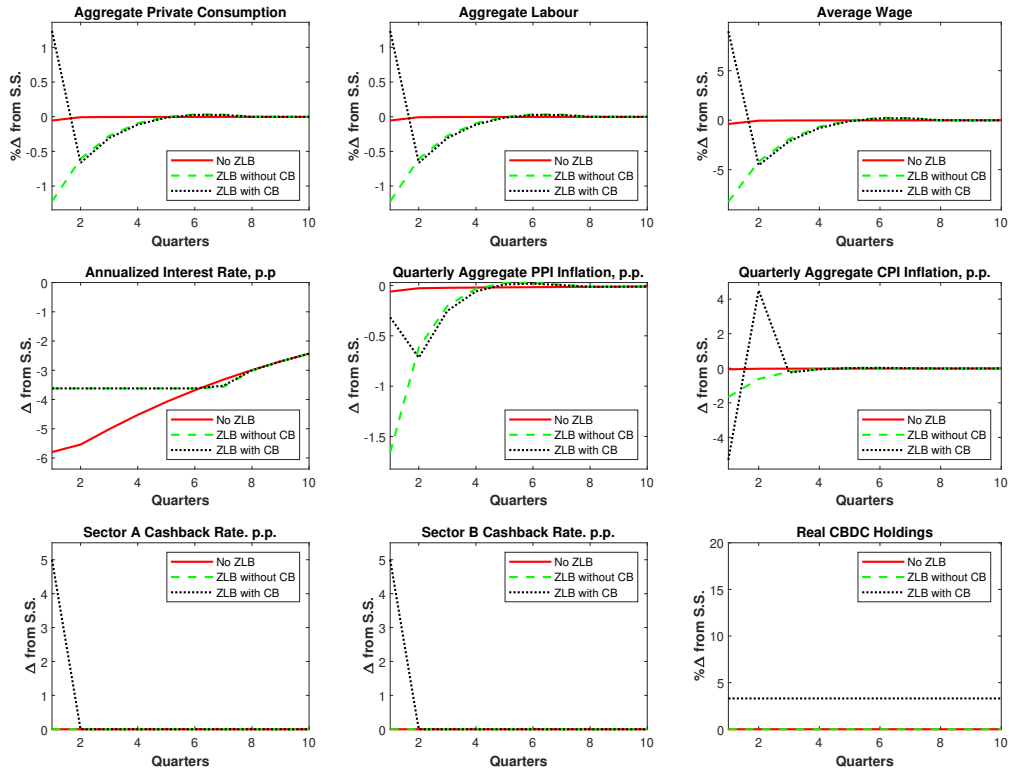 Aggregate Private Consumption
%Δ from S.S.
1
0.5
0
-0.5
-1
2 4 6 8 10
Quarters
No ZLB
ZLB without CB
ZLB with CB
Aggregate Labour
1
0.5
0
-0.5
-1
2 4 6 8 10
Quarters
No ZLB
ZLB without CB
ZLB with CB
Average Wage
5
0
-5
2 4 6 8 10
Quarters
No ZLB
ZLB without CB
ZLB with CB
Annualized Interest Rate, p.p
Δ from S.S.
0
-1
-2
-3
-4
-5
-6
2 4 6 8 10
Quarters
No ZLB
ZLB without CB
ZLB with CB
Quarterly Aggregate PPI Inflation, p.p.
Δ from S.S.
0
-0.5
-1
-1.5
2 4 6 8 10
Quarters
No ZLB
ZLB without CB
ZLB with CB
Quarterly Aggregate CPI Inflation, p.p.
Δ from S.S.
4
2
0
-2
-4
2 4 6 8 10
Quarters
No ZLB
ZLB without CB
ZLB with CB
Sector A Cashback Rate. p.p.
Δ from S.S.
5
4
3
2
1
0
2 4 6 8 10
Quarters
No ZLB
ZLB without CB
ZLB with CB
Sector B Cashback Rate. p.p.
Δ from S.S.
5
4
3
2
1
0
2 4 6 8 10
Quarters
No ZLB
ZLB without CB
ZLB with CB
Real CBDC Holdings
%Δ from S.S.
20
15
10
5
0
2 4 6 8 10
Quarters
No ZLB
ZLB without CB
ZLB with CB